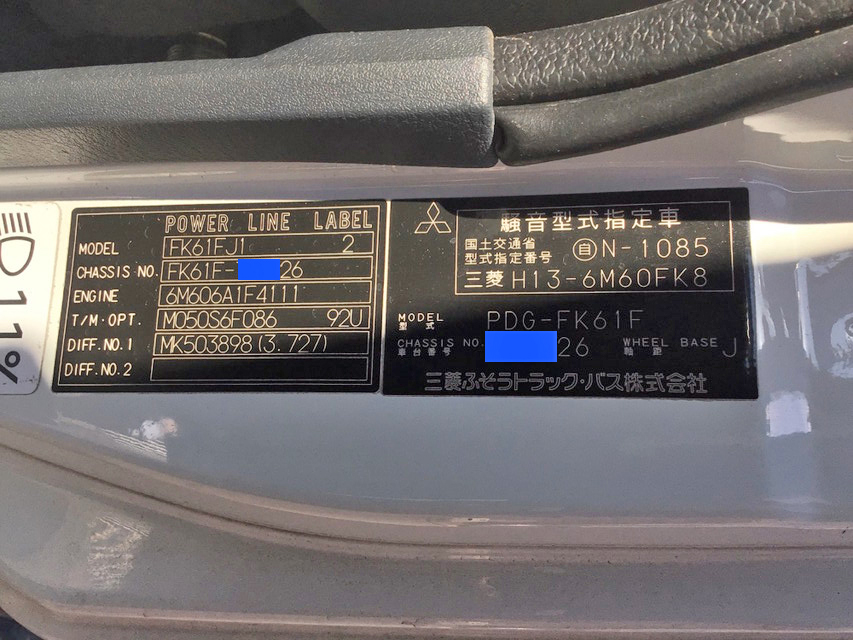 POWER LINE LABEL
MODEL FK61FJ1 2
CHASSIS NO. FK61F- 26
ENGINE 6M606A1F4111
T/M・OPT. M050S6F086 92U
DIFF.NO.1 MK503898(3.727)
DIFF.NO.2
騒音型式指定車
国土交通省
型式指定番号 自N-1085
三菱 H13-6M60FK8
MODEL
型式 PDG-FK61F
CHASSIS NO. 26 WHEEL BASE J
車台番号 軸距
三菱ふそうトラック・バス株式会社
11%